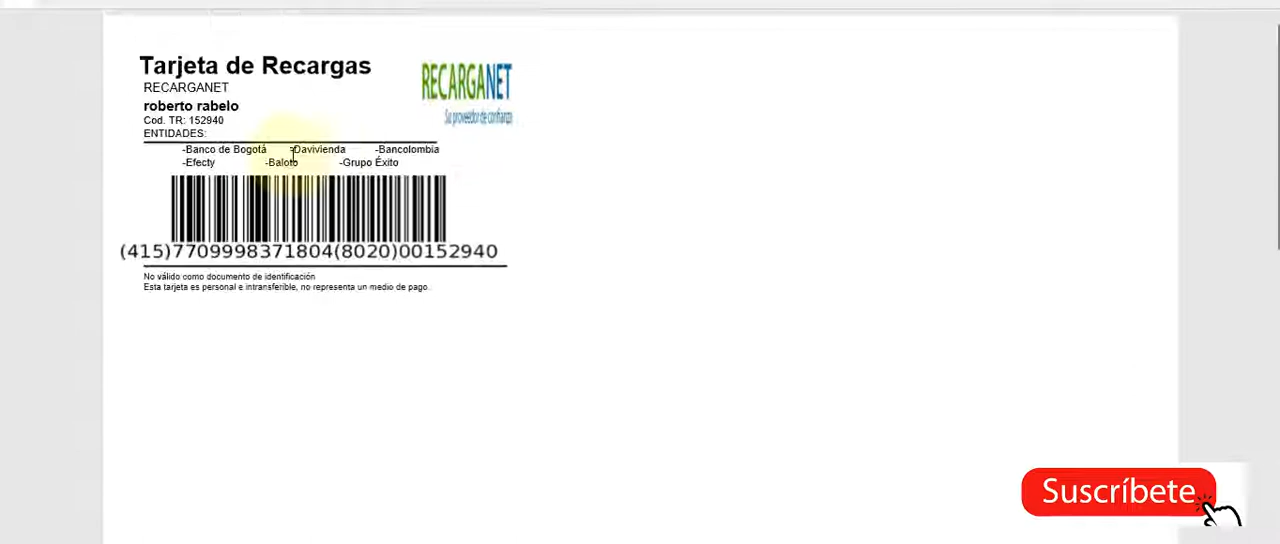 Tarjeta de Recargas
RECARGANET
RECARGANET
Su proveedor de confianza
roberto rabelo
Cod. TR: 152940
ENTIDADES:
-Banco de Bogotá -Davivienda -Bancolombia
-Efecty -Baloto -Grupo Éxito
(415)7709998371804(8020)00152940
No válido como documento de identificación
Esta tarjeta es personal e intransferible, no representa un medio de pago.
Suscríbete